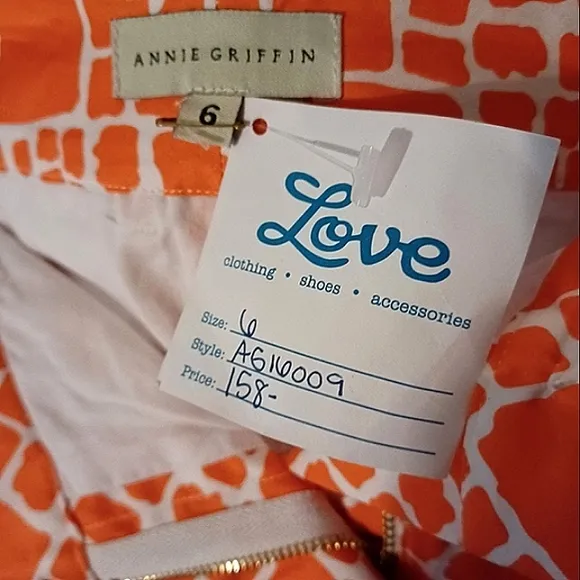 ANNIE GRIFFIN
6
Love
clothing • shoes • accessories
Size: 6
Style: AG16009
Price: 158-